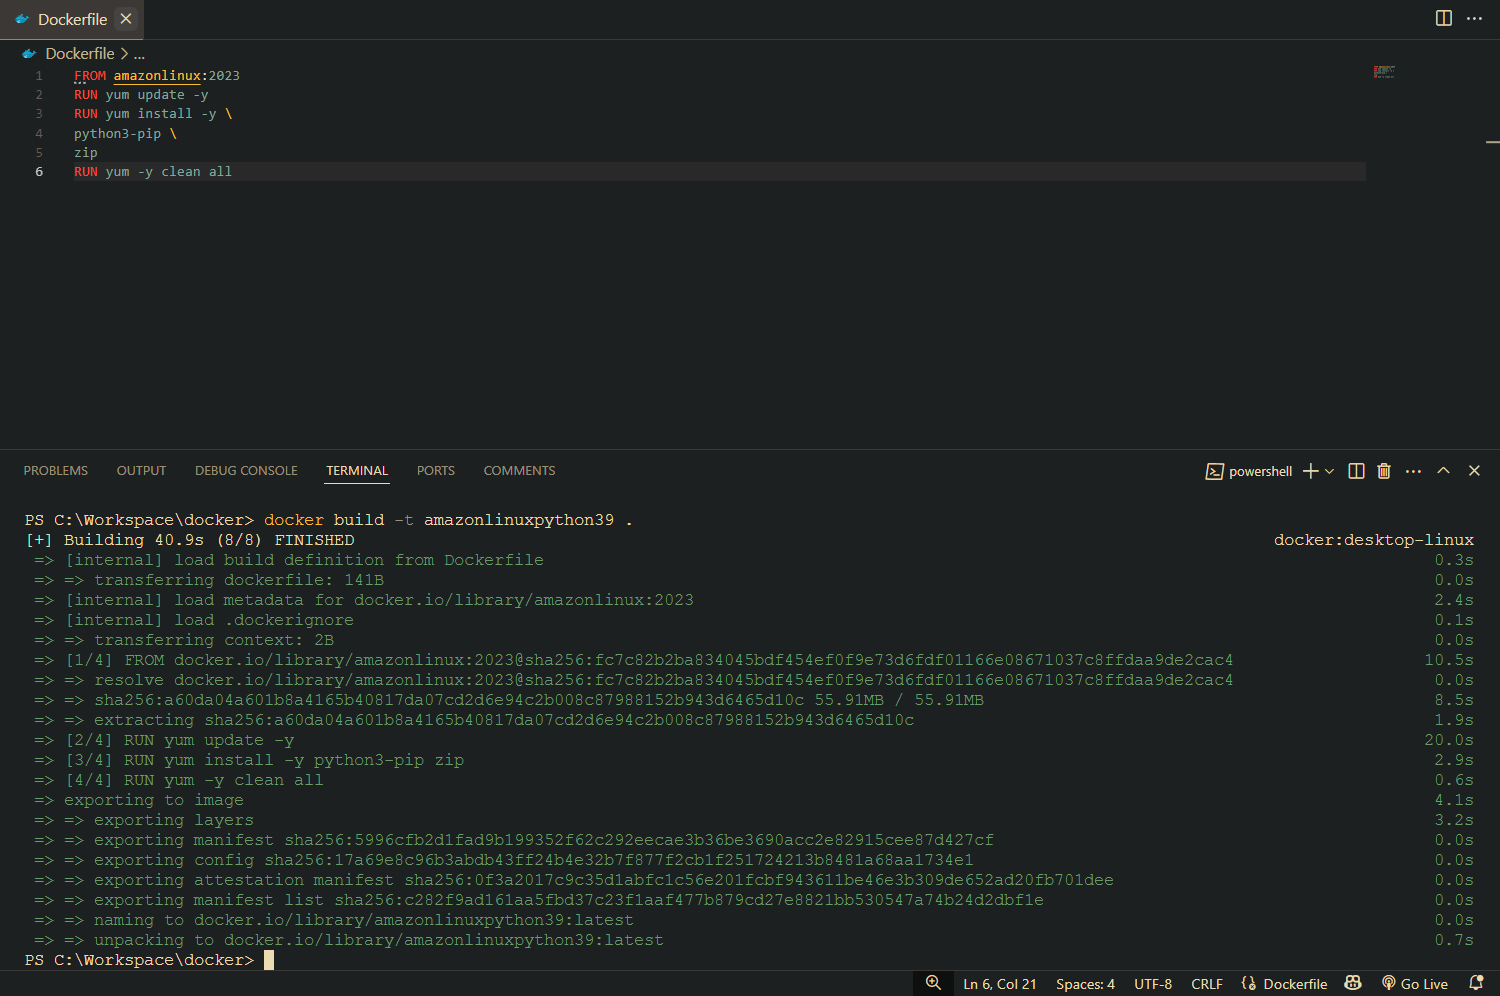 Dockerfile
Dockerfile > ...
1 FROM amazonlinux:2023
2 RUN yum update -y
3 RUN yum install -y \
4 python3-pip \
5 zip
6 RUN yum -y clean all
PROBLEMS OUTPUT DEBUG CONSOLE TERMINAL PORTS COMMENTS powershell
PS C:\Workspace\docker> docker build -t amazonlinuxpython39 .
[+] Building 40.9s (8/8) FINISHED docker:desktop-linux
=> [internal] load build definition from Dockerfile 0.3s
=> => transferring dockerfile: 141B 0.0s
=> [internal] load metadata for docker.io/library/amazonlinux:2023 2.4s
=> [internal] load .dockerignore 0.1s
=> => transferring context: 2B 0.0s
=> [1/4] FROM docker.io/library/amazonlinux:2023@sha256:fc7c82b2ba834045bdf454ef0f9e73d6fdf01166e08671037c8ffdaa9de2cac4 10.5s
=> => resolve docker.io/library/amazonlinux:2023@sha256:fc7c82b2ba834045bdf454ef0f9e73d6fdf01166e08671037c8ffdaa9de2cac4 0.0s
=> => sha256:a60da04a601b8a4165b40817da07cd2d6e94c2b008c87988152b943d6465d10c 55.91MB / 55.91MB 8.5s
=> => extracting sha256:a60da04a601b8a4165b40817da07cd2d6e94c2b008c87988152b943d6465d10c 1.9s
=> [2/4] RUN yum update -y 20.0s
=> [3/4] RUN yum install -y python3-pip zip 2.9s
=> [4/4] RUN yum -y clean all 0.6s
=> exporting to image 4.1s
=> => exporting layers 3.2s
=> => exporting manifest sha256:5996cfb2d1fad9b199352f62c292eecae3b36be3690acc2e82915cee87d427cf 0.0s
=> => exporting config sha256:17a69e8c96b3abdb43ff24b4e32b7f877f2cb1f251724213b8481a68aa1734e1 0.0s
=> => exporting attestation manifest sha256:0f3a2017c9c35d1abfc1c56e201fcbf943611be46e3b309de652ad20fb701dee 0.0s
=> => exporting manifest list sha256:c282f9ad161aa5fbd37c23f1aaf477b879cd27e8821bb530547a74b24d2dbf1e 0.0s
=> => naming to docker.io/library/amazonlinuxpython39:latest 0.0s
=> => unpacking to docker.io/library/amazonlinuxpython39:latest 0.7s
PS C:\Workspace\docker>
Ln 6, Col 21 Spaces: 4 UTF-8 CRLF Dockerfile Go Live